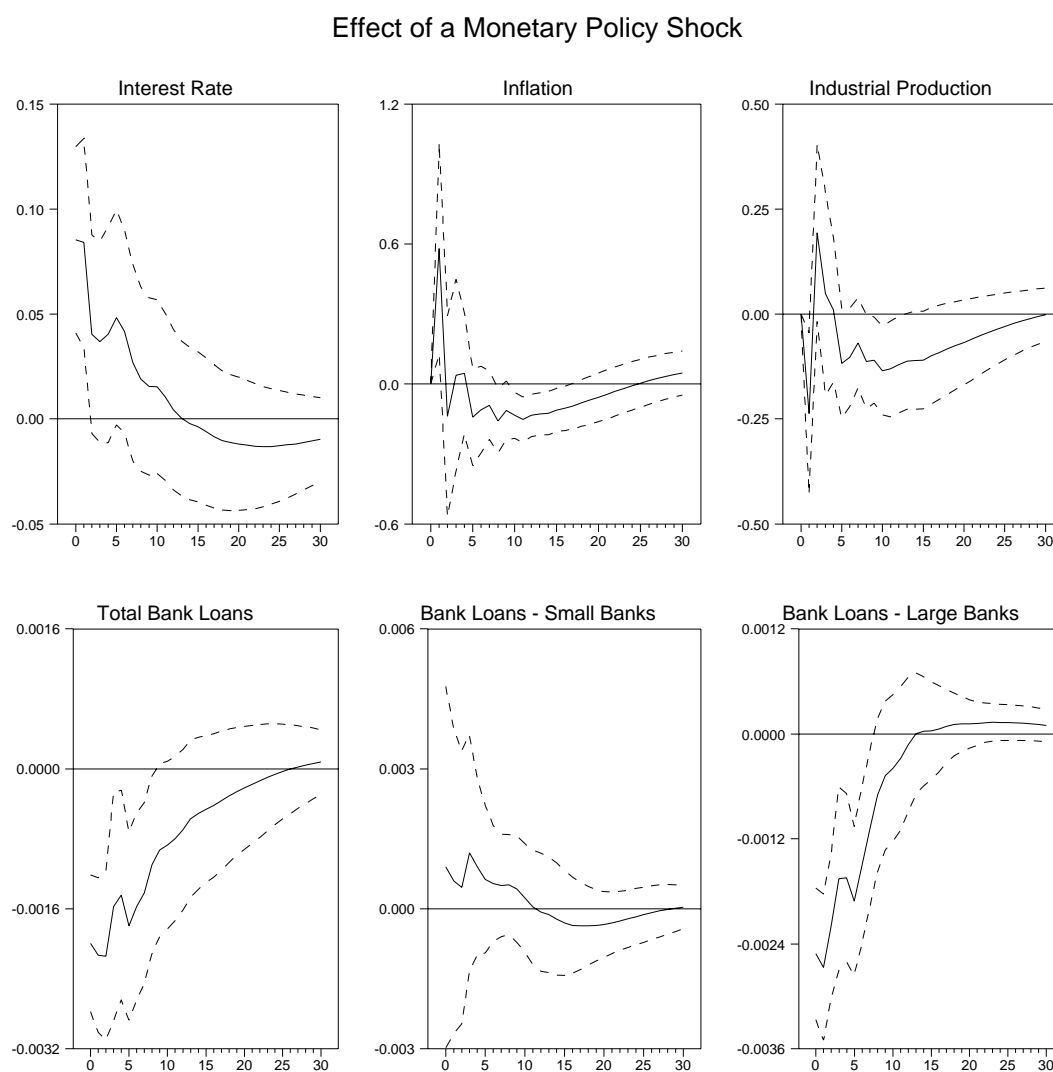 Effect of a Monetary Policy Shock
Interest Rate
0.15
0.10
0.05
0.00
-0.05
0 5 10 15 20 25 30
Inflation
1.2
0.6
0.0
-0.6
0 5 10 15 20 25 30
Industrial Production
0.50
0.25
0.00
-0.25
-0.50
0 5 10 15 20 25 30
Total Bank Loans
0.0016
0.0000
-0.0016
-0.0032
0 5 10 15 20 25 30
Bank Loans - Small Banks
0.006
0.003
0.000
-0.003
0 5 10 15 20 25 30
Bank Loans - Large Banks
0.0012
0.0000
-0.0012
-0.0024
-0.0036
0 5 10 15 20 25 30